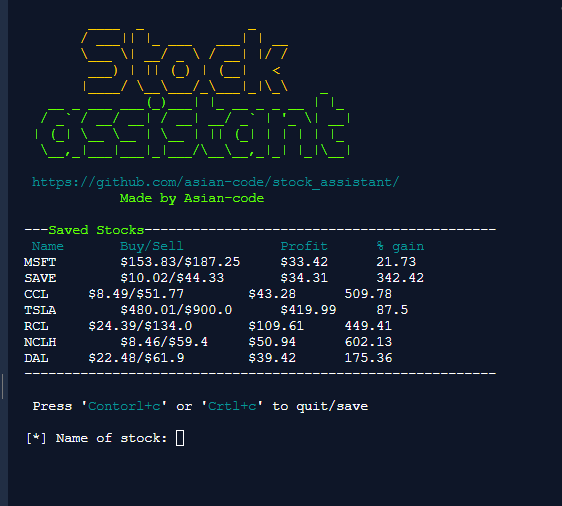 Stock
assistant
https://github.com/asian-code/stock_assistant/
Made by Asian-code
---Saved Stocks--------------------------------------------
Name Buy/Sell Profit % gain
MSFT $153.83/$187.25 $33.42 21.73
SAVE $10.02/$44.33 $34.31 342.42
CCL $8.49/$51.77 $43.28 509.78
TSLA $480.01/$900.0 $419.99 87.5
RCL $24.39/$134.0 $109.61 449.41
NCLH $8.46/$59.4 $50.94 602.13
DAL $22.48/$61.9 $39.42 175.36
-----------------------------------------------------------
Press 'Contorl+c' or 'Crtl+c' to quit/save
[*] Name of stock: